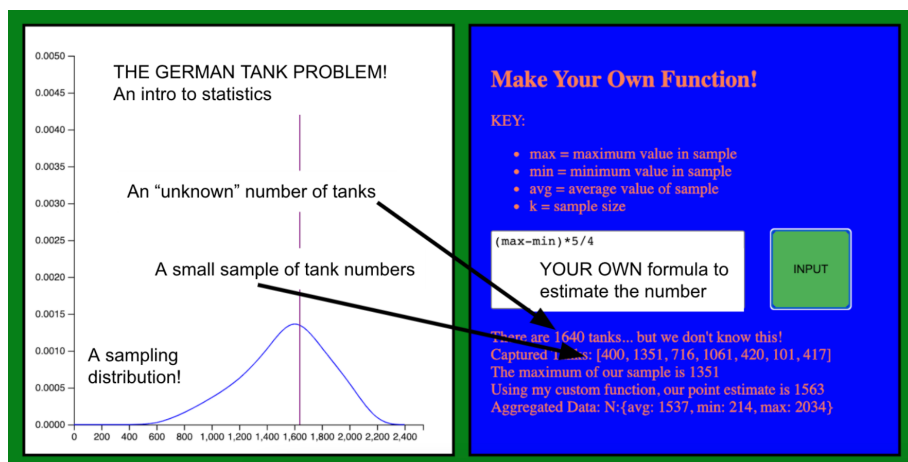 0.0050
THE GERMAN TANK PROBLEM!
An intro to statistics
0.0045
0.0040
0.0035
An “unknown” number of tanks
0.0030
0.0025
A small sample of tank numbers
0.0020
0.0015
0.0010
A sampling
distribution!
0.0005
0.0000
0 200 400 600 800 1,000 1,200 1,400 1,600 1,800 2,000 2,200 2,400
Make Your Own Function!
KEY:
• max = maximum value in sample
• min = minimum value in sample
• avg = average value of sample
• k = sample size
(max-min)*5/4
YOUR OWN formula to
estimate the number
INPUT
There are 1640 tanks... but we don't know this!
Captured Tanks: [400, 1351, 716, 1061, 420, 101, 417]
The maximum of our sample is 1351
Using my custom function, our point estimate is 1563
Aggregated Data: N:{avg: 1537, min: 214, max: 2034}